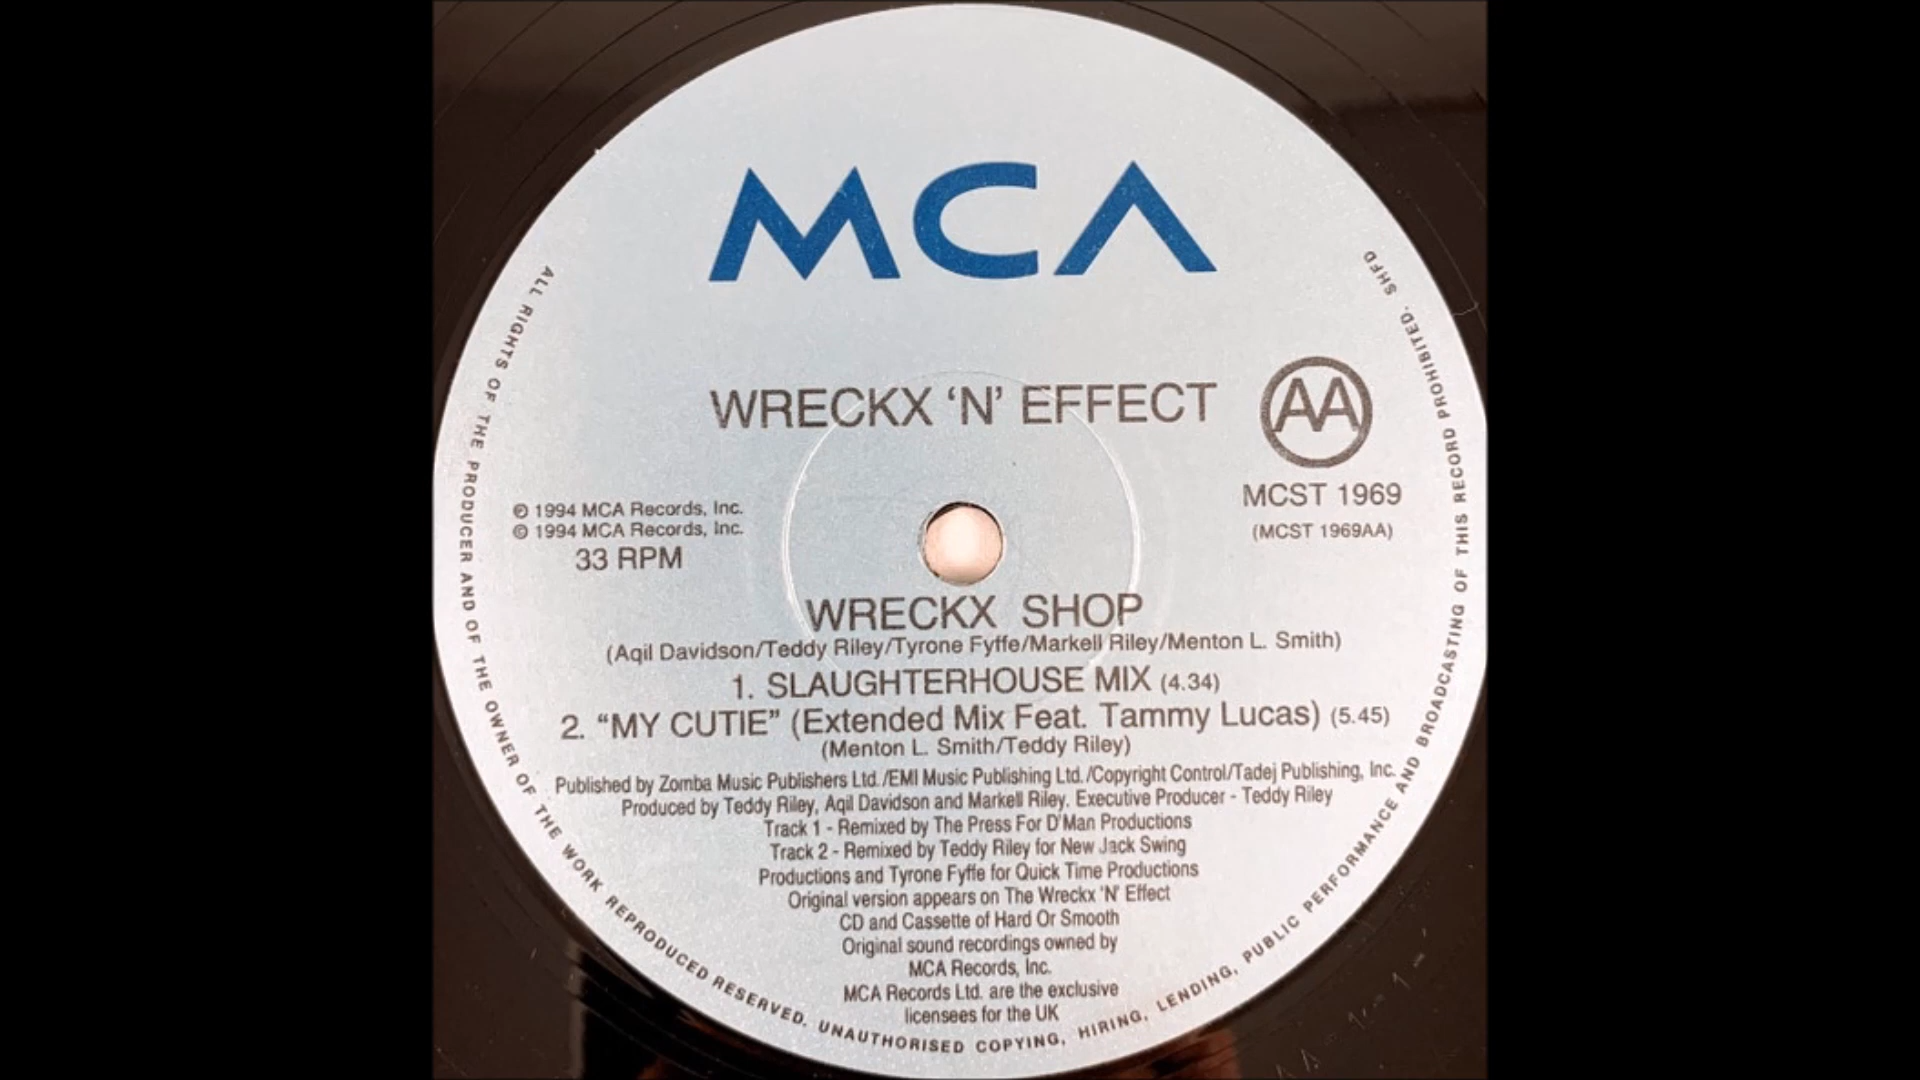 MCA
WRECKX ‘N’ EFFECT
AA
MCST 1969
(MCST 1969AA)
℗ 1994 MCA Records, Inc.
© 1994 MCA Records, Inc.
33 RPM
WRECKX SHOP
(Aqil Davidson/Teddy Riley/Tyrone Fyffe/Markell Riley/Menton L. Smith)
1. SLAUGHTERHOUSE MIX (4.34)
2. “MY CUTIE” (Extended Mix Feat. Tammy Lucas) (5.45)
(Menton L. Smith/Teddy Riley)
Published by Zomba Music Publishers Ltd./EMI Music Publishing Ltd./Copyright Control/Tadej Publishing, Inc.
Produced by Teddy Riley, Aqil Davidson and Markell Riley. Executive Producer - Teddy Riley
Track 1 - Remixed by The Press For D'Man Productions
Track 2 - Remixed by Teddy Riley for New Jack Swing
Productions and Tyrone Fyffe for Quick Time Productions
Original version appears on The Wreckx 'N' Effect
CD and Cassette of Hard Or Smooth
Original sound recordings owned by
MCA Records, Inc.
MCA Records Ltd. are the exclusive
licensees for the UK
ALL RIGHTS OF THE PRODUCER AND OF THE OWNER OF THE WORK REPRODUCED RESERVED. UNAUTHORISED COPYING, HIRING, LENDING, PUBLIC PERFORMANCE AND BROADCASTING OF THIS RECORD PROHIBITED. SHFD